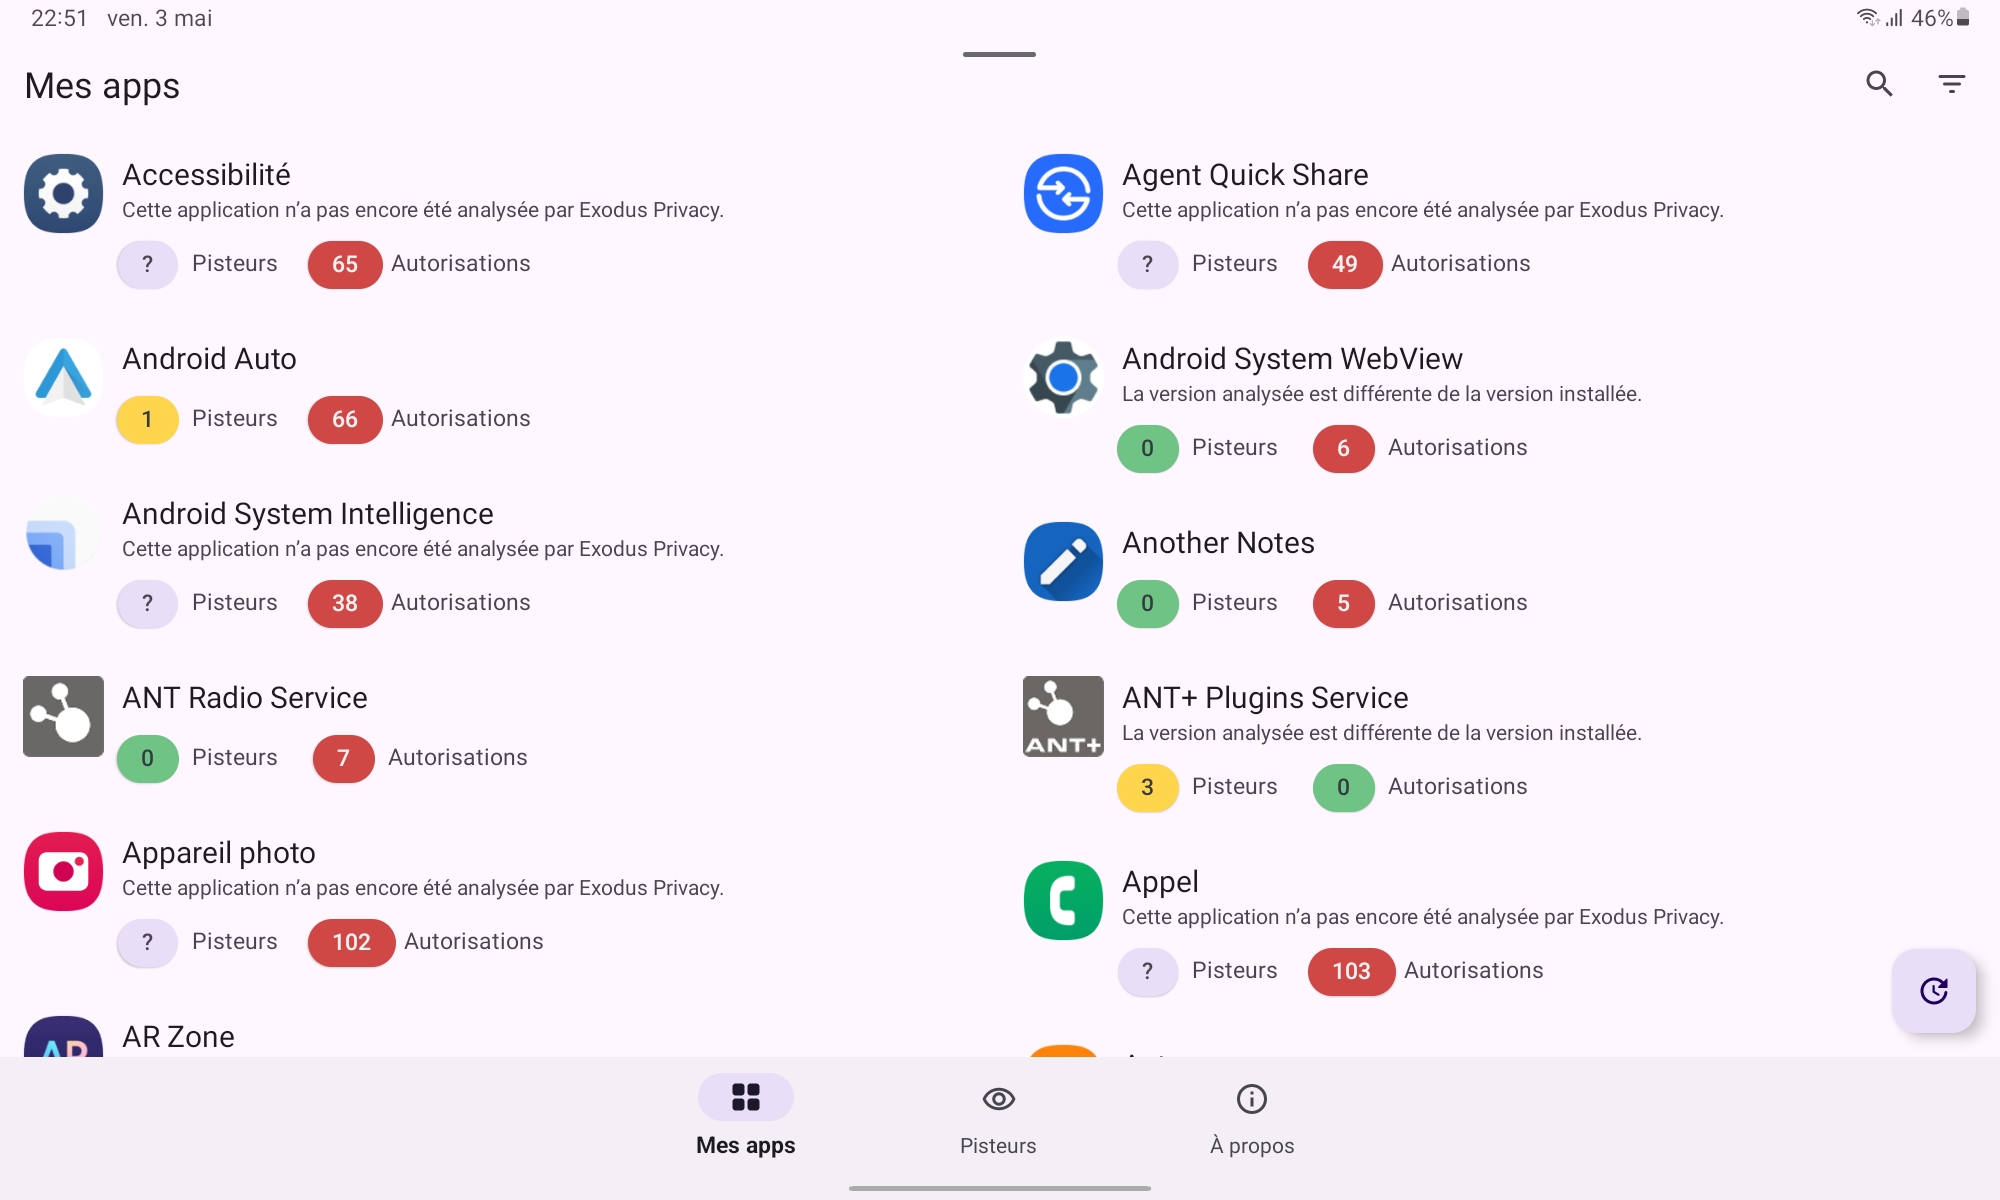 22:51 ven. 3 mai
46%
Mes apps
Accessibilité
Cette application n’a pas encore été analysée par Exodus Privacy.
? Pisteurs 65 Autorisations
Agent Quick Share
Cette application n’a pas encore été analysée par Exodus Privacy.
? Pisteurs 49 Autorisations
Android Auto
1 Pisteurs 66 Autorisations
Android System WebView
La version analysée est différente de la version installée.
0 Pisteurs 6 Autorisations
Android System Intelligence
Cette application n’a pas encore été analysée par Exodus Privacy.
? Pisteurs 38 Autorisations
Another Notes
0 Pisteurs 5 Autorisations
ANT Radio Service
0 Pisteurs 7 Autorisations
ANT+
ANT+ Plugins Service
La version analysée est différente de la version installée.
3 Pisteurs 0 Autorisations
Appareil photo
Cette application n’a pas encore été analysée par Exodus Privacy.
? Pisteurs 102 Autorisations
Appel
Cette application n’a pas encore été analysée par Exodus Privacy.
? Pisteurs 103 Autorisations
AR
AR Zone
Mes apps
Pisteurs
À propos